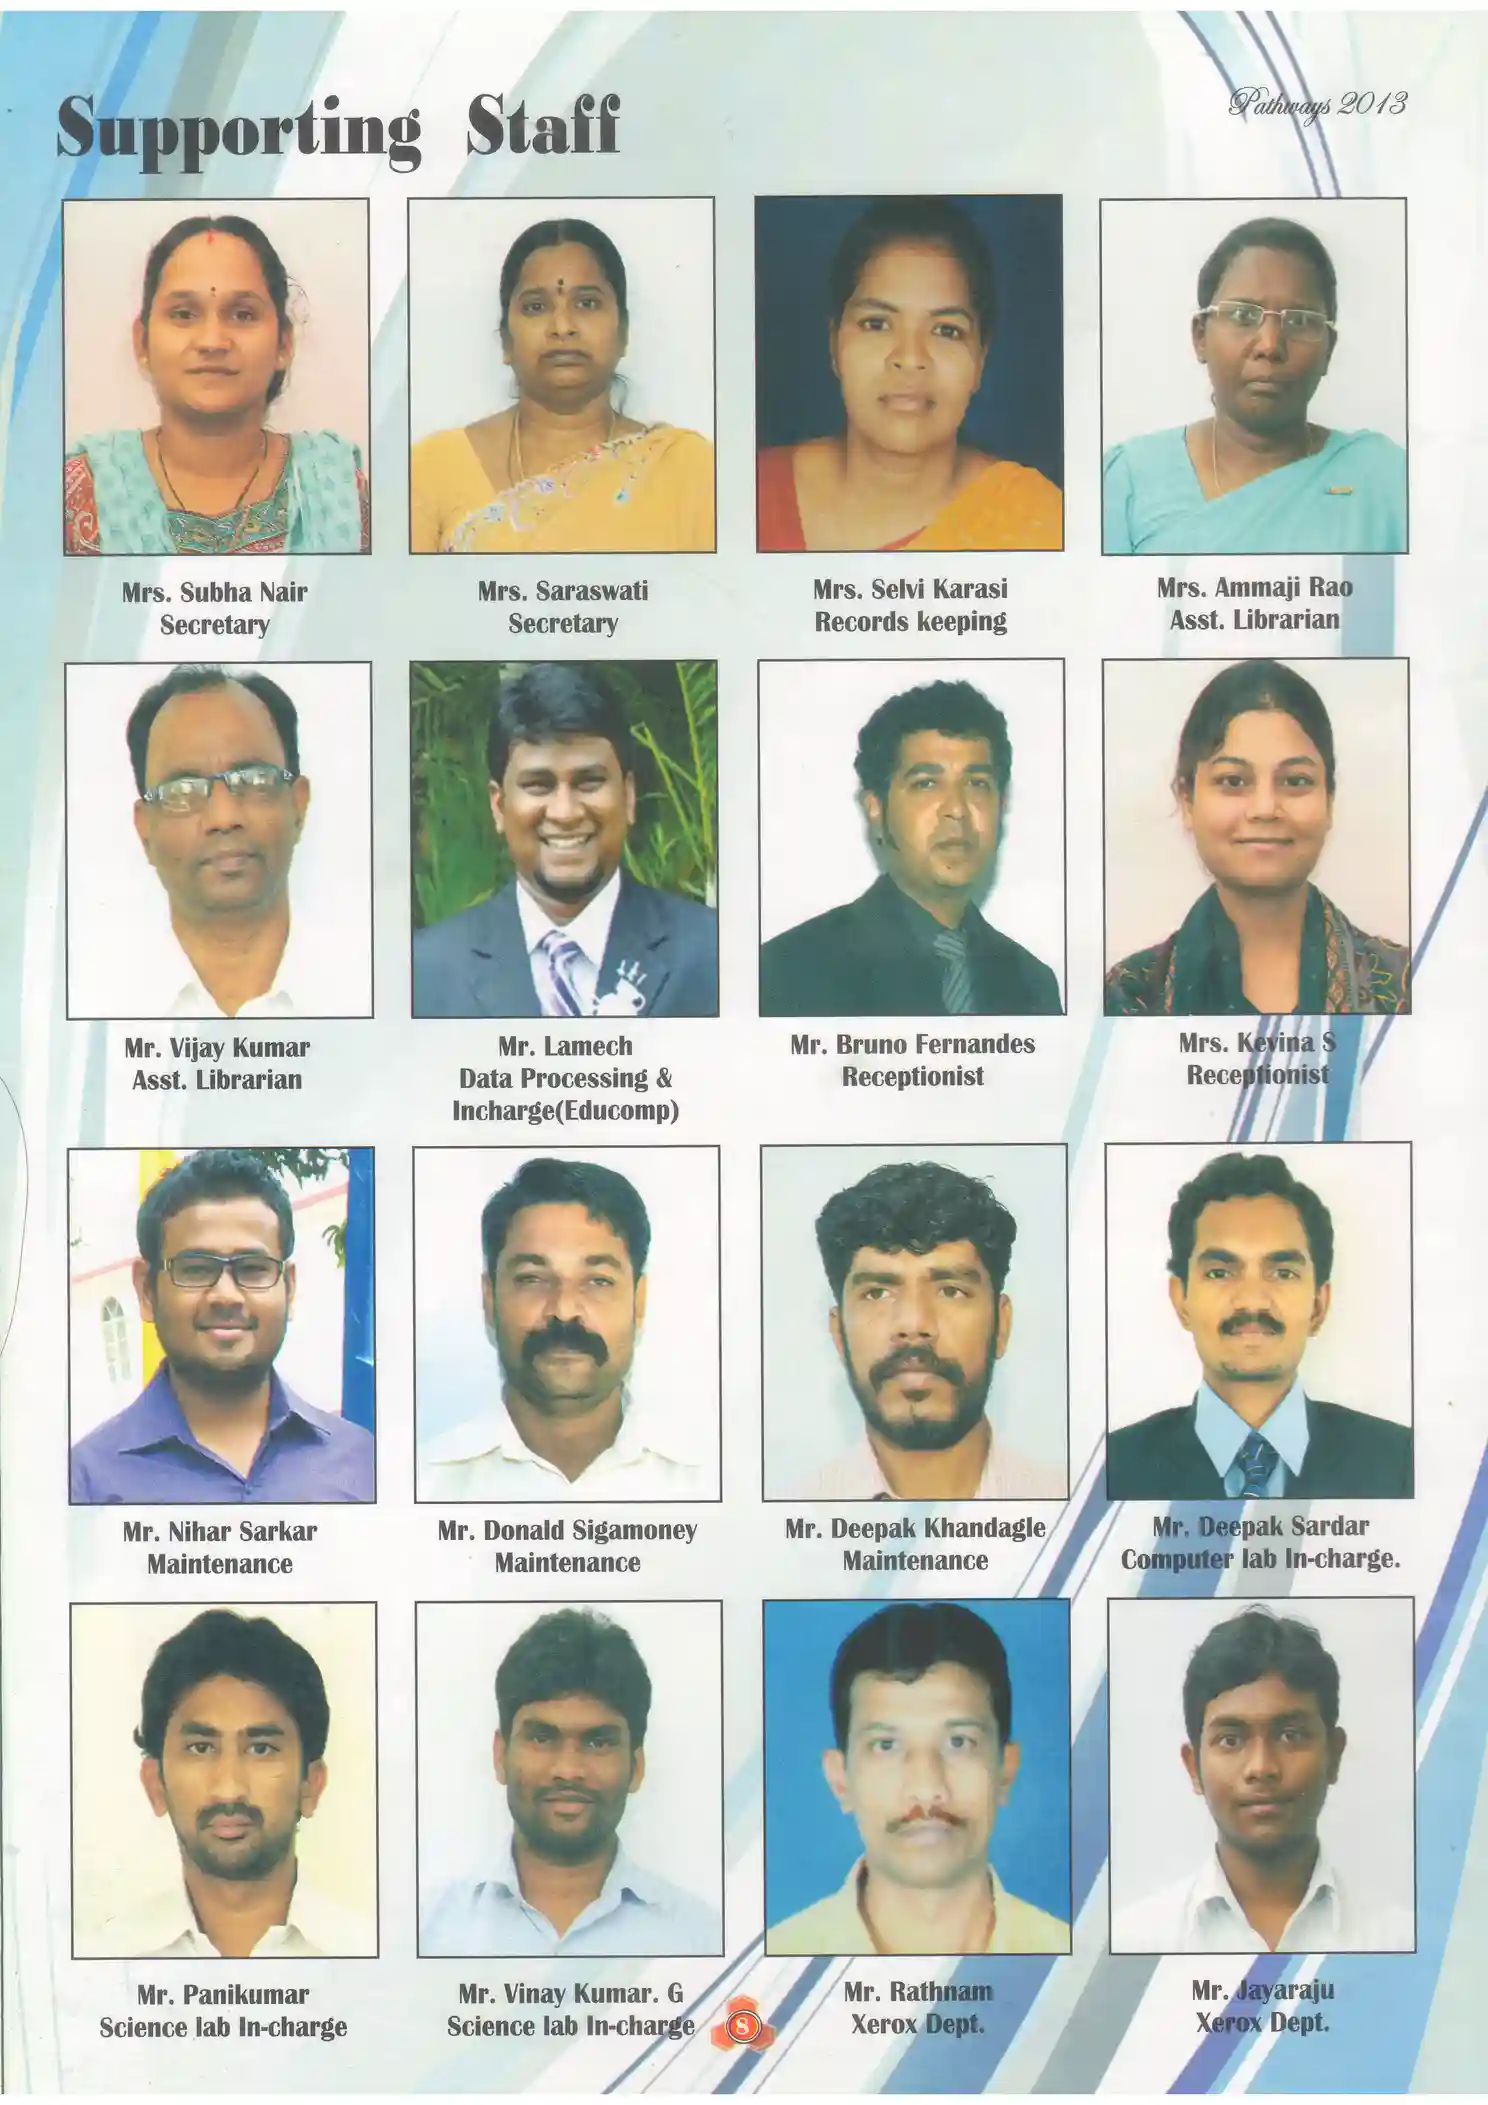 Supporting Staff
Pathways 2013
Mrs. Subha Nair
Secretary
Mrs. Saraswati
Secretary
Mrs. Selvi Karasi
Records keeping
Mrs. Ammaji Rao
Asst. Librarian
Mr. Vijay Kumar
Asst. Librarian
Mr. Lamech
Data Processing &
Incharge(Educomp)
Mr. Bruno Fernandes
Receptionist
Mrs. Kevina S
Receptionist
Mr. Nihar Sarkar
Maintenance
Mr. Donald Sigamoney
Maintenance
Mr. Deepak Khandagle
Maintenance
Mr. Deepak Sardar
Computer lab In-charge.
Mr. Panikumar
Science lab In-charge
Mr. Vinay Kumar. G
Science lab In-charge
Mr. Rathnam
Xerox Dept.
Mr. Jayaraju
Xerox Dept.
8